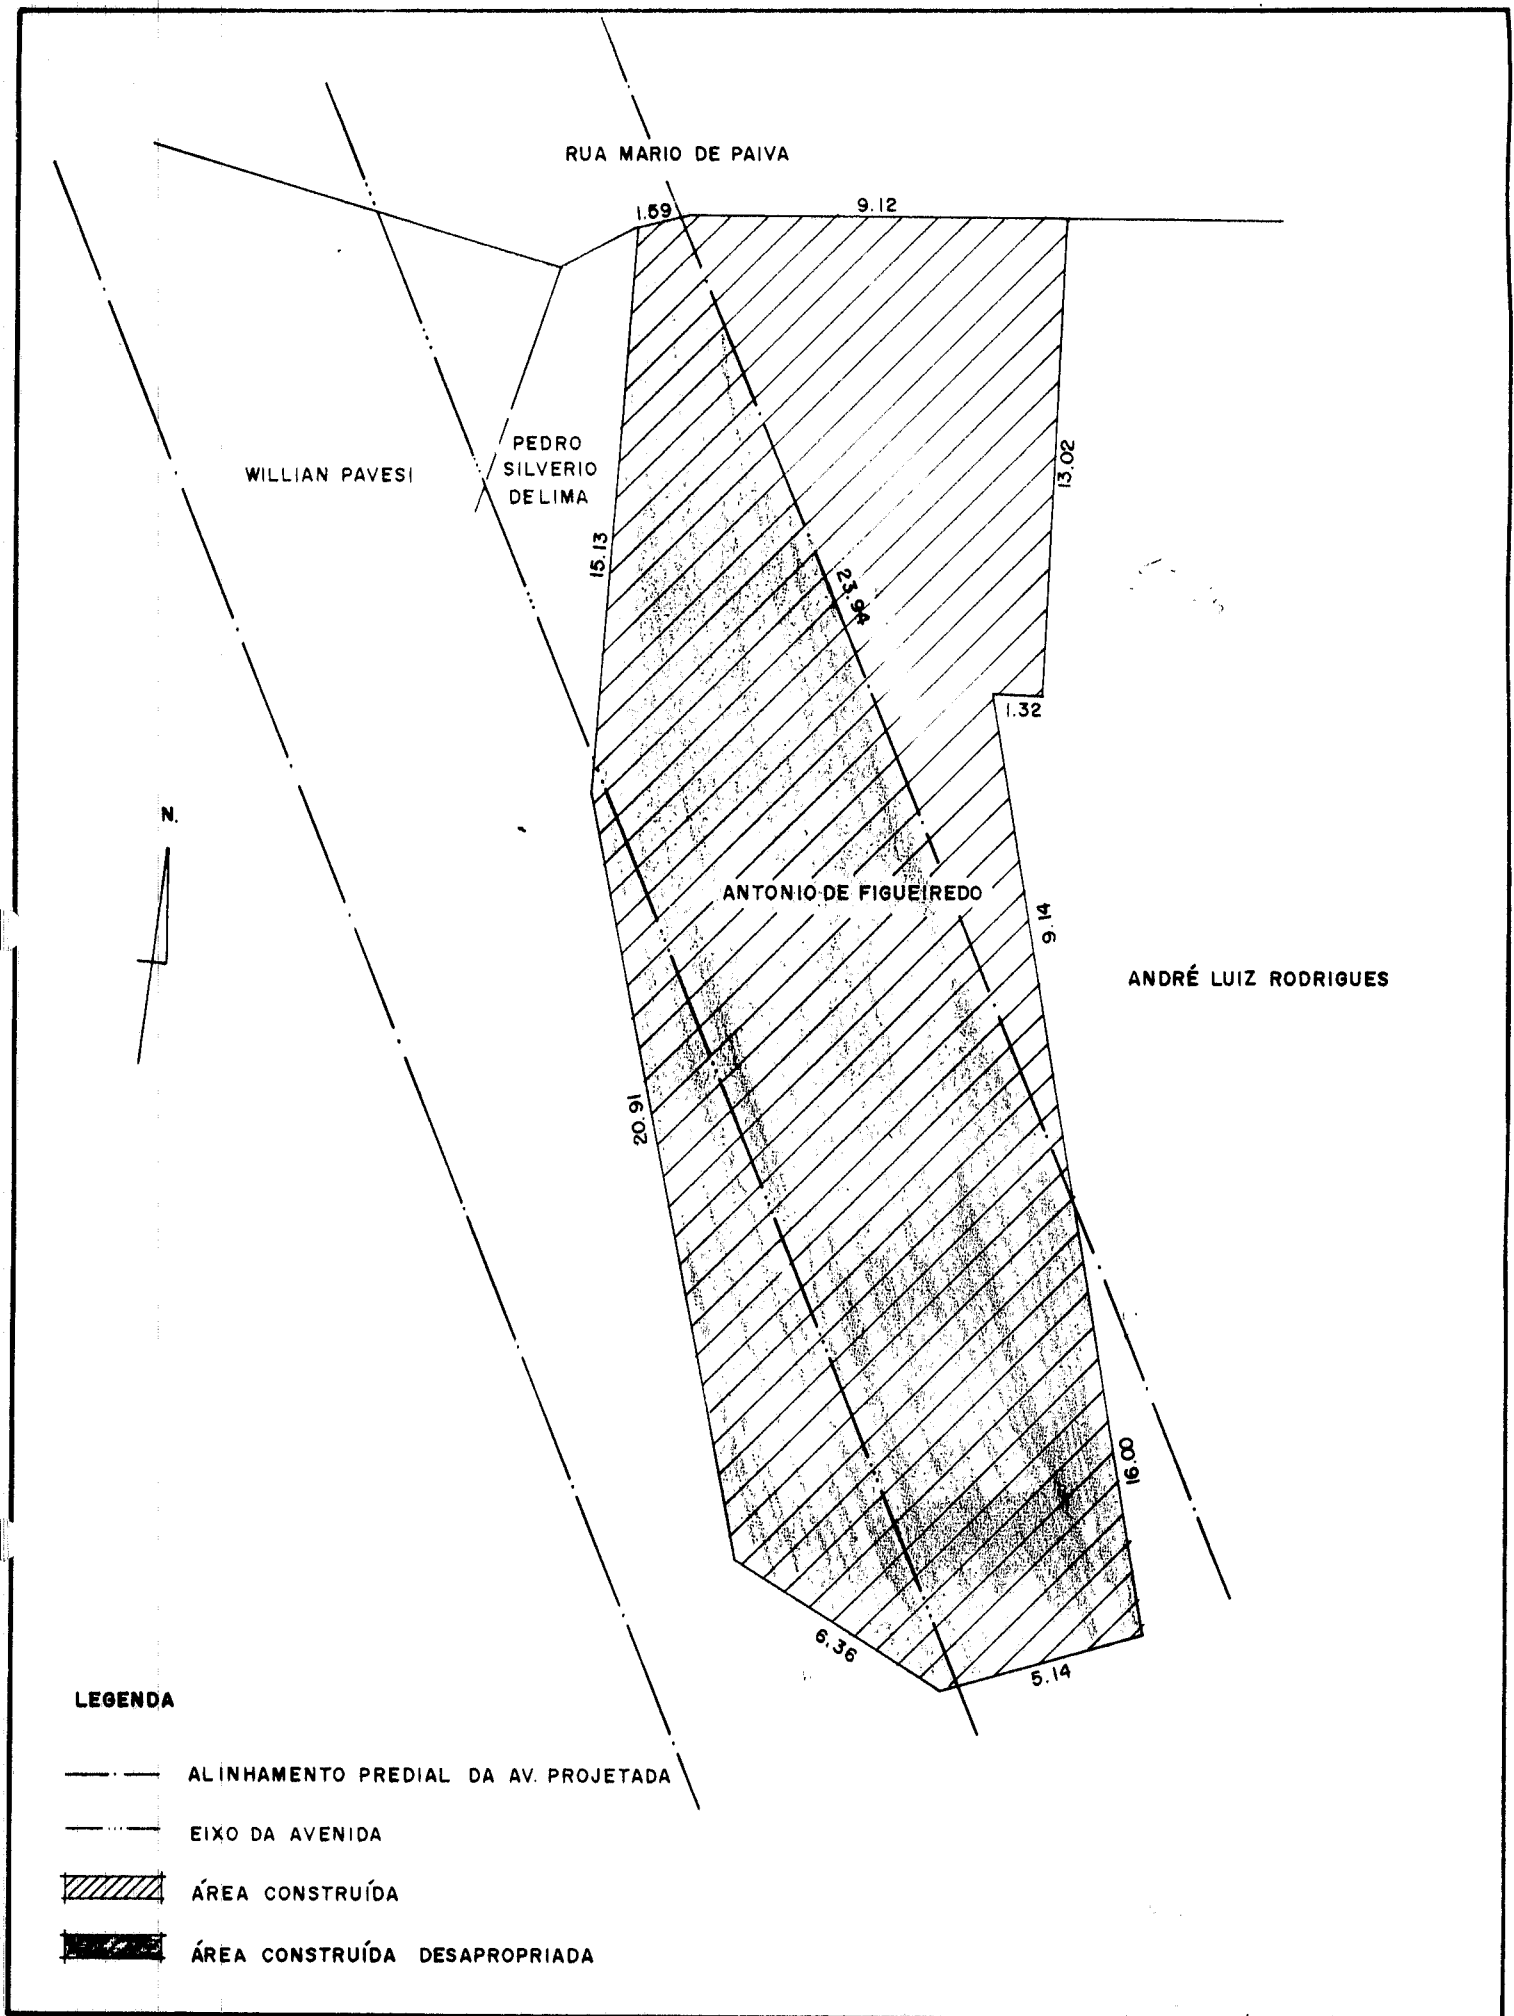 RUA MARIO DE PAIVA
1.59
9.12
PEDRO
SILVERIO
DE LIMA
WILLIAN PAVESI
13.02
15.13
23.94
1.32
N.
ANTONIO DE FIGUEIREDO
9.14
ANDRÉ LUIZ RODRIGUES
20.91
16.00
6.36
5.14
LEGENDA
ALINHAMENTO PREDIAL DA AV. PROJETADA
EIXO DA AVENIDA
ÁREA CONSTRUÍDA
ÁREA CONSTRUÍDA DESAPROPRIADA